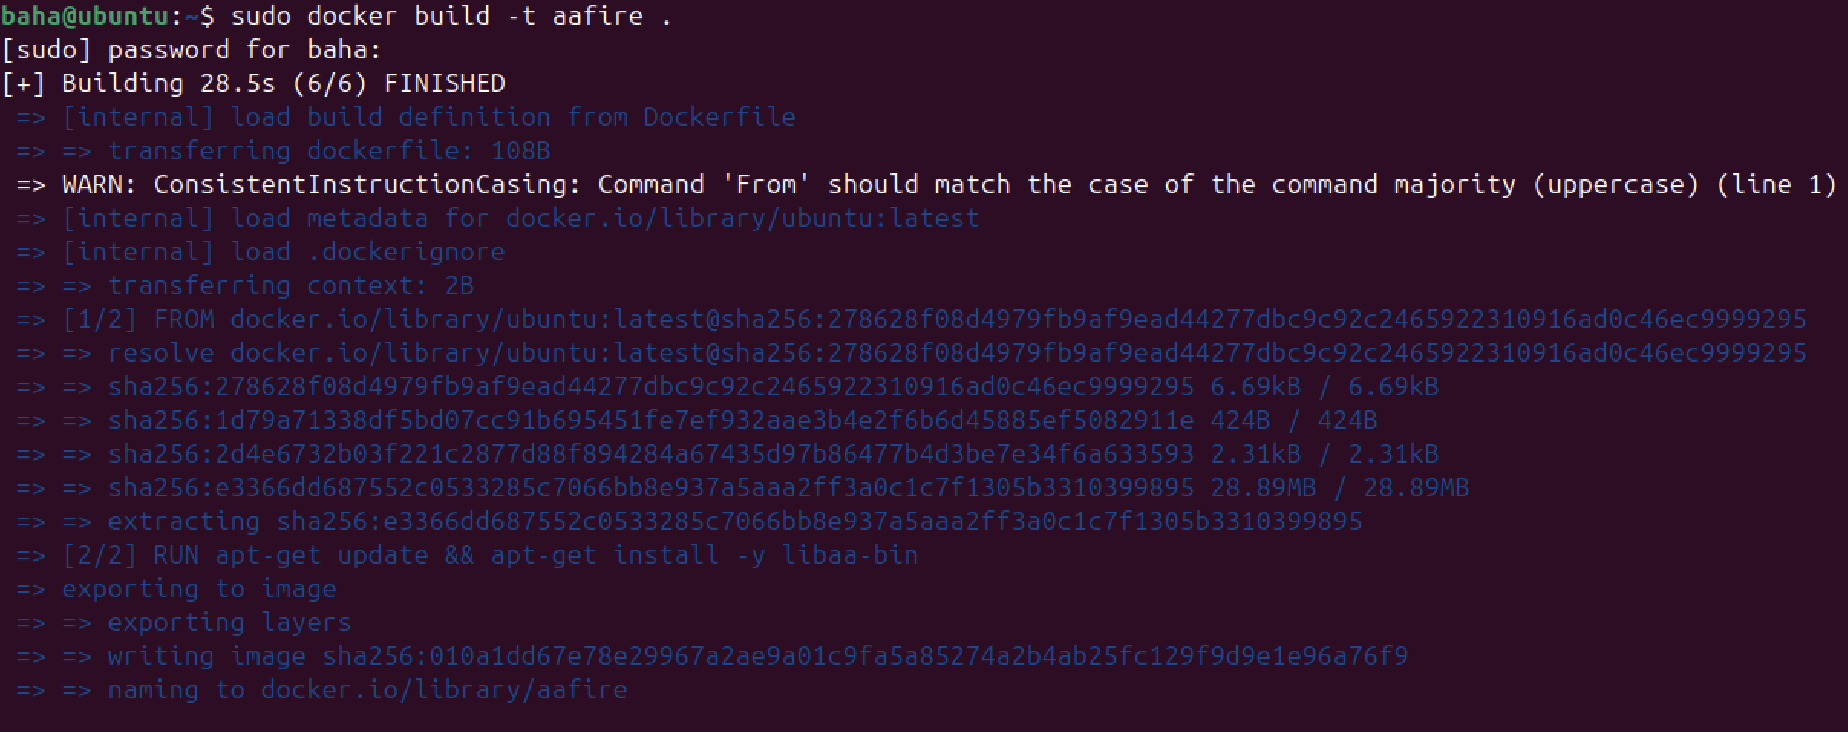 baha@ubuntu:~$ sudo docker build -t aafire .
[sudo] password for baha:
[+] Building 28.5s (6/6) FINISHED
=> [internal] load build definition from Dockerfile
=> => transferring dockerfile: 108B
=> WARN: ConsistentInstructionCasing: Command 'From' should match the case of the command majority (uppercase) (line 1)
=> [internal] load metadata for docker.io/library/ubuntu:latest
=> [internal] load .dockerignore
=> => transferring context: 2B
=> [1/2] FROM docker.io/library/ubuntu:latest@sha256:278628f08d4979fb9af9ead44277dbc9c92c2465922310916ad0c46ec9999295
=> => resolve docker.io/library/ubuntu:latest@sha256:278628f08d4979fb9af9ead44277dbc9c92c2465922310916ad0c46ec9999295
=> => sha256:278628f08d4979fb9af9ead44277dbc9c92c2465922310916ad0c46ec9999295 6.69kB / 6.69kB
=> => sha256:1d79a71338df5bd07cc91b695451fe7ef932aae3b4e2f6b6d45885ef5082911e 424B / 424B
=> => sha256:2d4e6732b03f221c2877d88f894284a67435d97b86477b4d3be7e34f6a633593 2.31kB / 2.31kB
=> => sha256:e3366dd687552c0533285c7066bb8e937a5aaa2ff3a0c1c7f1305b3310399895 28.89MB / 28.89MB
=> => extracting sha256:e3366dd687552c0533285c7066bb8e937a5aaa2ff3a0c1c7f1305b3310399895
=> [2/2] RUN apt-get update && apt-get install -y libaa-bin
=> exporting to image
=> => exporting layers
=> => writing image sha256:010a1dd67e78e29967a2ae9a01c9fa5a85274a2b4ab25fc129f9d9e1e96a76f9
=> => naming to docker.io/library/aafire